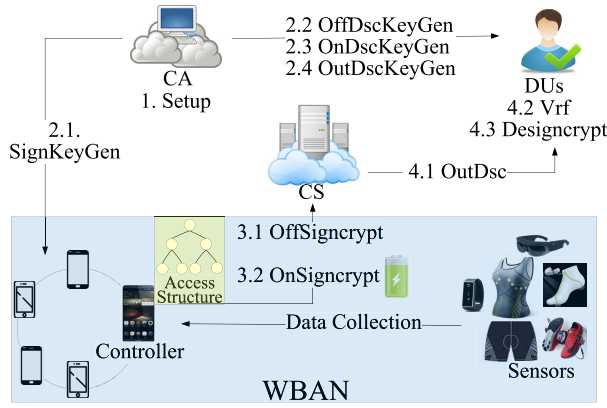 CA
1. Setup
2.2 OffDscKeyGen
2.3 OnDscKeyGen
2.4 OutDscKeyGen
DUs
4.2 Vrf
4.3 Designcrypt
2.1.
SignKeyGen
CS
4.1 OutDsc
3.1 OffSigncrypt
3.2 OnSigncrypt
Access
Structure
Controller
Data Collection
Sensors
WBAN